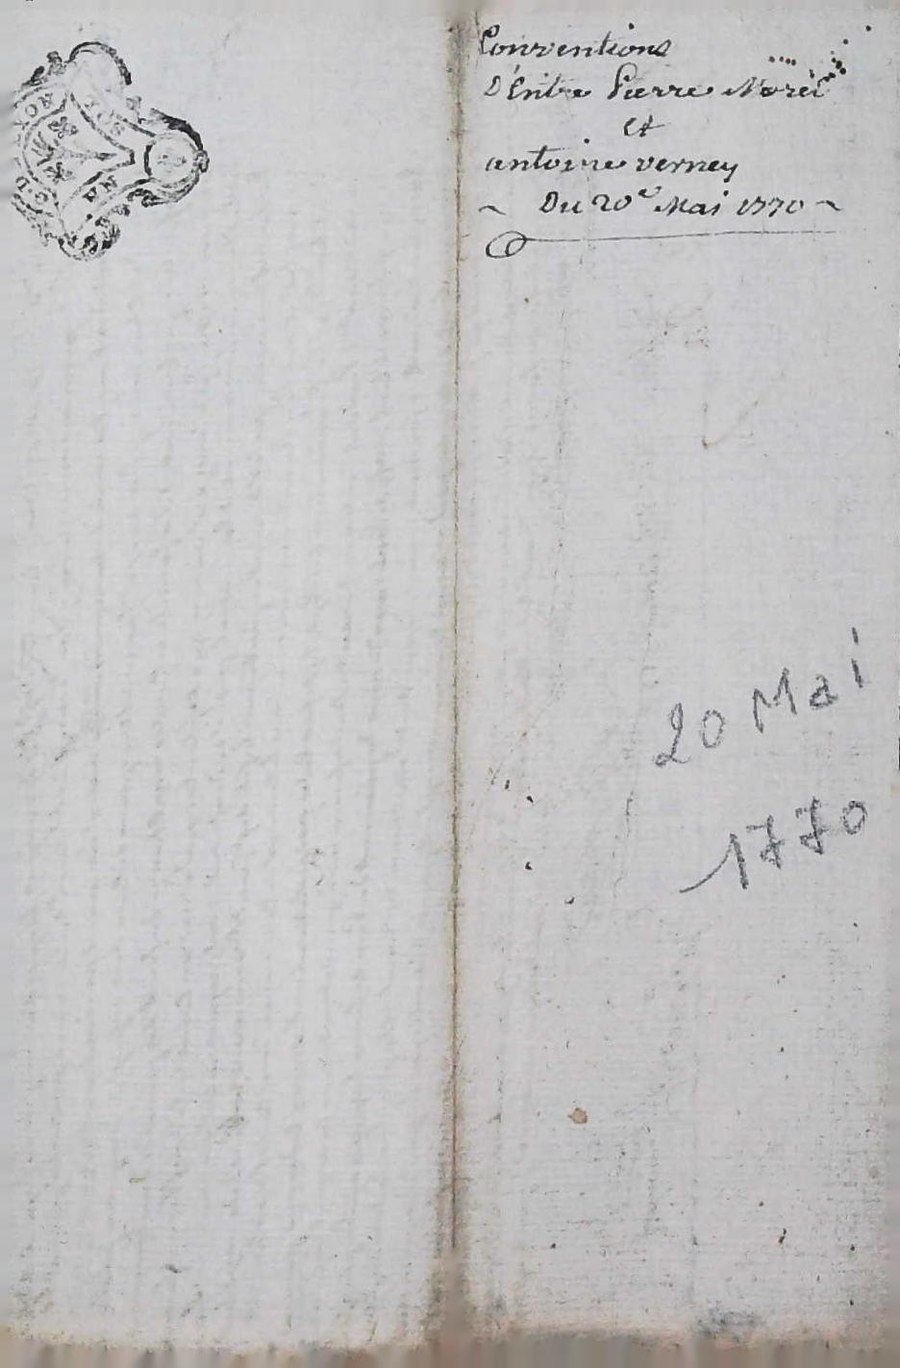 Conventions
D'Entre Pierre Morel
et
antoine verney
~ Du 20e Mai 1770 ~
20 Mai
1770